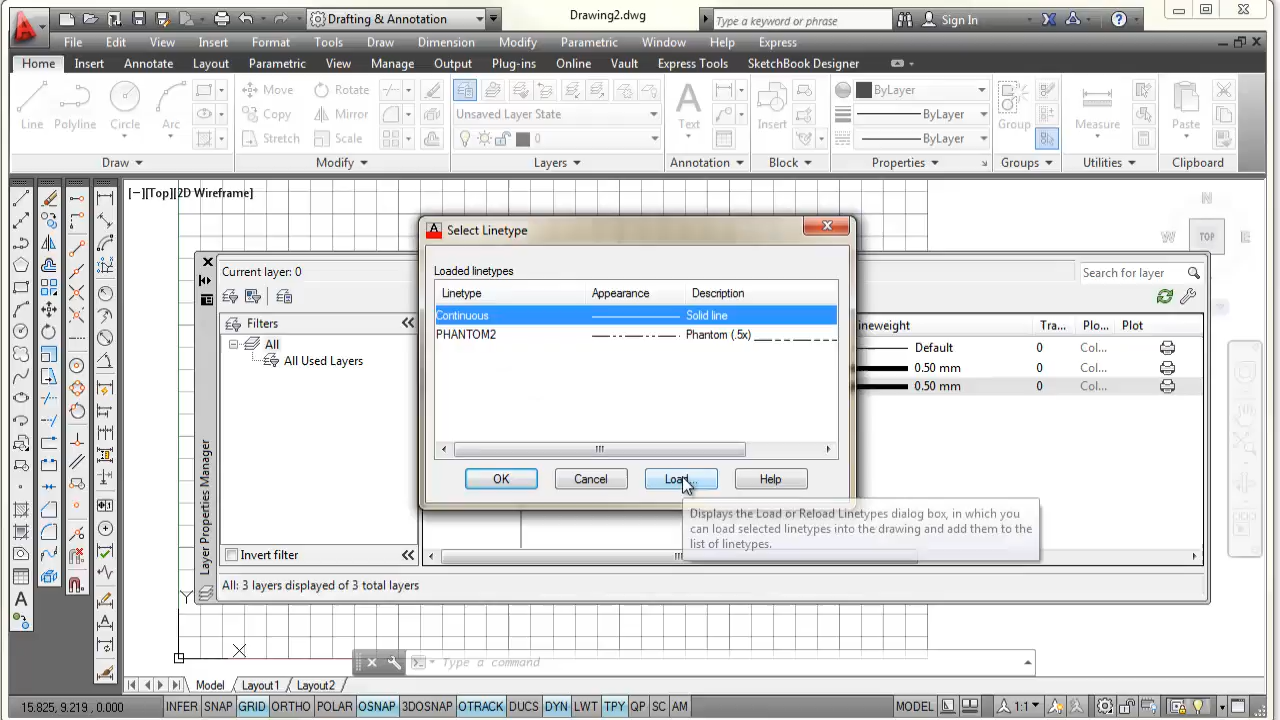 Drafting & Annotation
Drawing2.dwg
Type a keyword or phrase
Sign In
File Edit View Insert Format Tools Draw Dimension Modify Parametric Window Help Express
Home Insert Annotate Layout Parametric View Manage Output Plug-ins Online Vault Express Tools SketchBook Designer
Move Rotate ByLayer
Unsaved Layer State
Copy Mirror ByLayer
Line Polyline Circle Arc Text Insert Group Measure Paste
Stretch Scale 0 ByLayer
Draw Modify Layers Annotation Block Properties Groups Utilities Clipboard
[−][Top][2D Wireframe]
N
W TOP E
Select Linetype
Current layer: 0
Search for layer
Loaded linetypes
Linetype Appearance Description
Continuous Solid line
PHANTOM2 Phantom (.5x)
Filters
All
All Used Layers
ineweight Tra... Plo... Plot
Default 0 Col...
0.50 mm 0 Col...
0.50 mm 0 Col...
OK Cancel Load... Help
Displays the Load or Reload Linetypes dialog box, in which you
can load selected linetypes into the drawing and add them to the
list of linetypes.
Layer Properties Manager
Invert filter
All: 3 layers displayed of 3 total layers
Y
X
Type a command
Model Layout1 Layout2
15.825, 9.219, 0.000 INFER SNAP GRID ORTHO POLAR OSNAP 3DOSNAP OTRACK DUCS DYN LWT TPY QP SC AM MODEL 1:1